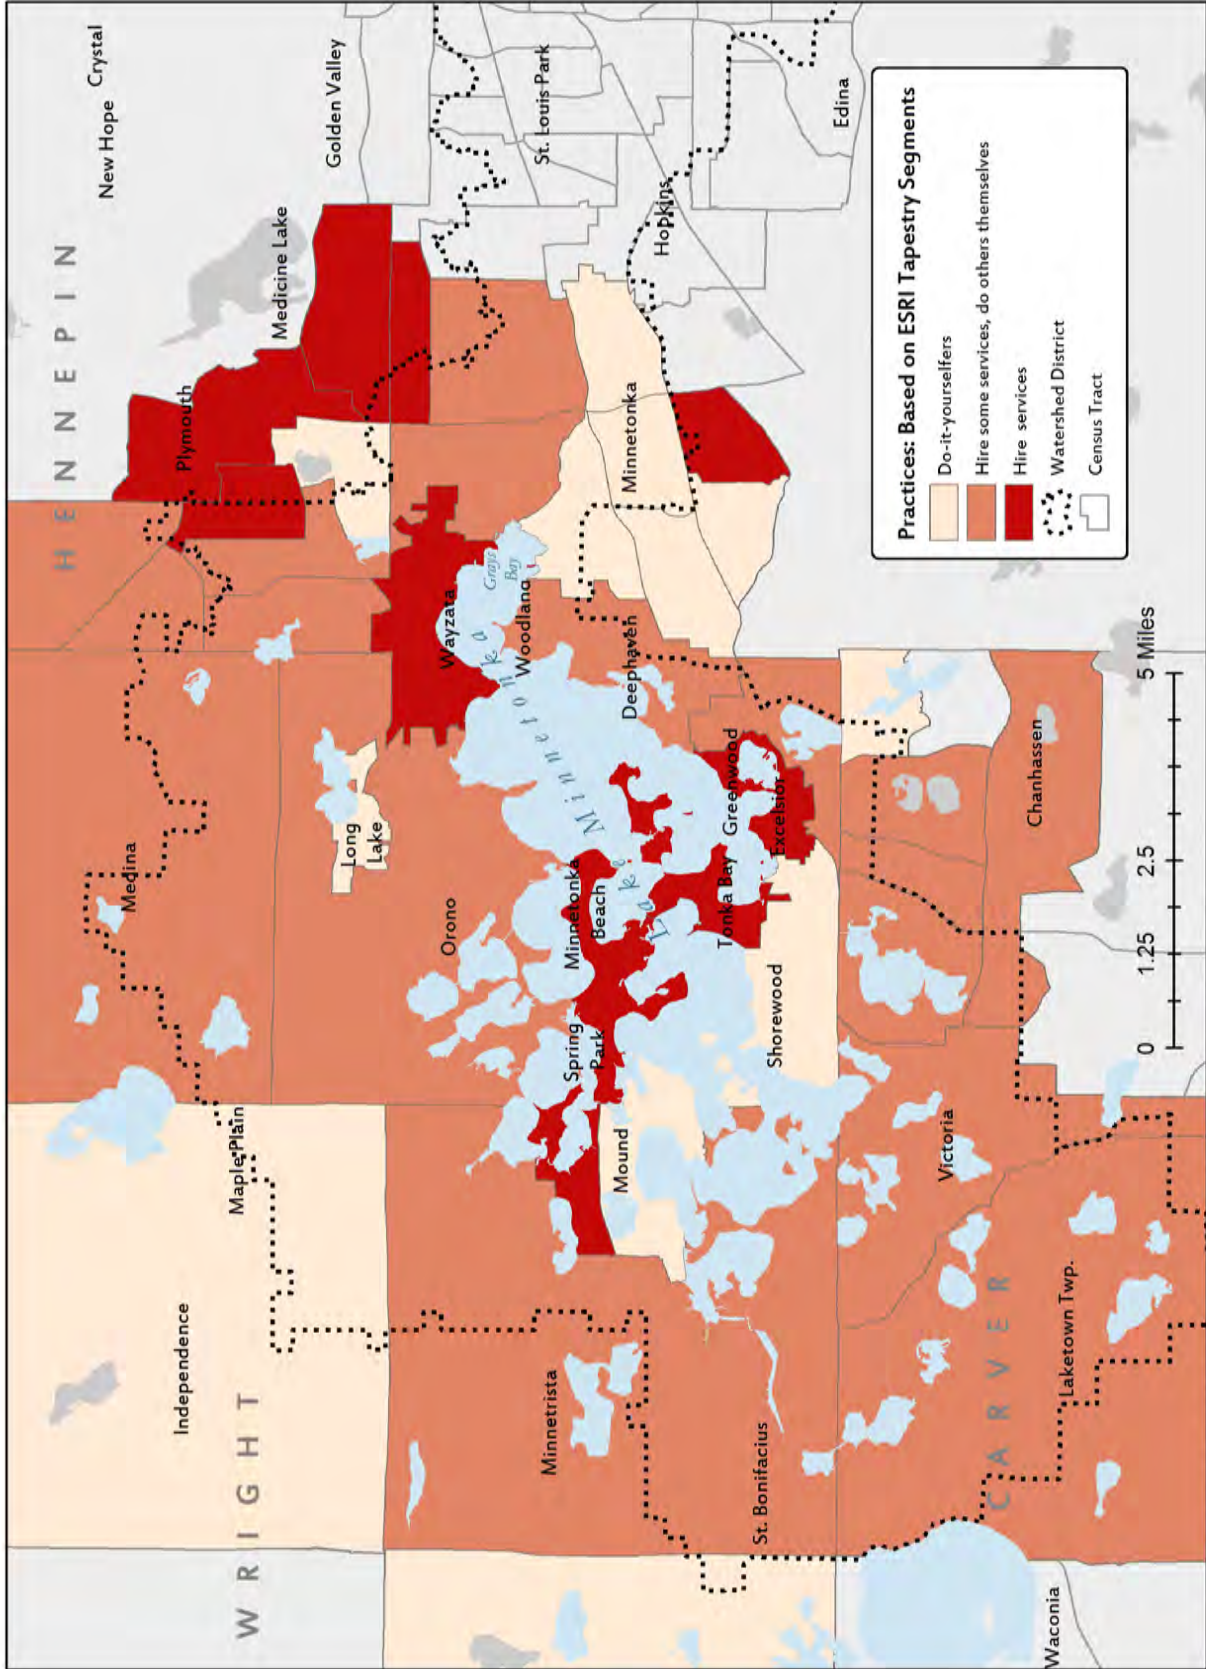 HENNEPIN
New Hope
Crystal
Plymouth
Medicine Lake
Golden Valley
Medina
Maple Plain
Independence
WRIGHT
Long
Lake
Orono
Wayzata
Grays
Bay
Woodland
St. Louis Park
Lake Minnetonka
Minnetonka
Beach
Spring
Park
Mound
Minnetrista
Deephaven
Minnetonka
Hopkins
Edina
Greenwood
Excelsior
Tonka Bay
Shorewood
St. Bonifacius
Victoria
Chanhassen
CARVER
Laketown Twp.
Waconia
0 1.25 2.5 5 Miles
Practices: Based on ESRI Tapestry Segments
Do-it-yourselfers
Hire some services, do others themselves
Hire services
Watershed District
Census Tract